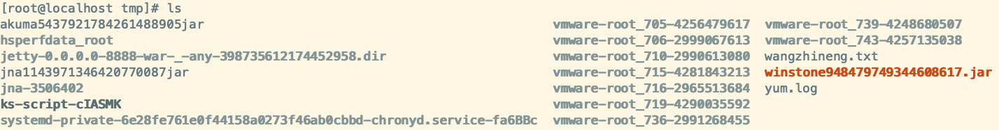 [root@localhost tmp]# ls
akuma5437921784261488905jar vmware-root_705-4256479617 vmware-root_739-4248680507
hsperfdata_root vmware-root_706-2999067613 vmware-root_743-4257135038
jetty-0.0.0.0-8888-war-_-any-398735612174452958.dir vmware-root_710-2990613080 wangzhineng.txt
jna1143971346420770087jar vmware-root_715-4281843213 winstone948479749344608617.jar
jna-3506402 vmware-root_716-2965513684 yum.log
ks-script-cIASMK vmware-root_719-4290035592
systemd-private-6e28fe761e0f44158a0273f46ab0cbbd-chronyd.service-fa6BBc vmware-root_736-2991268455